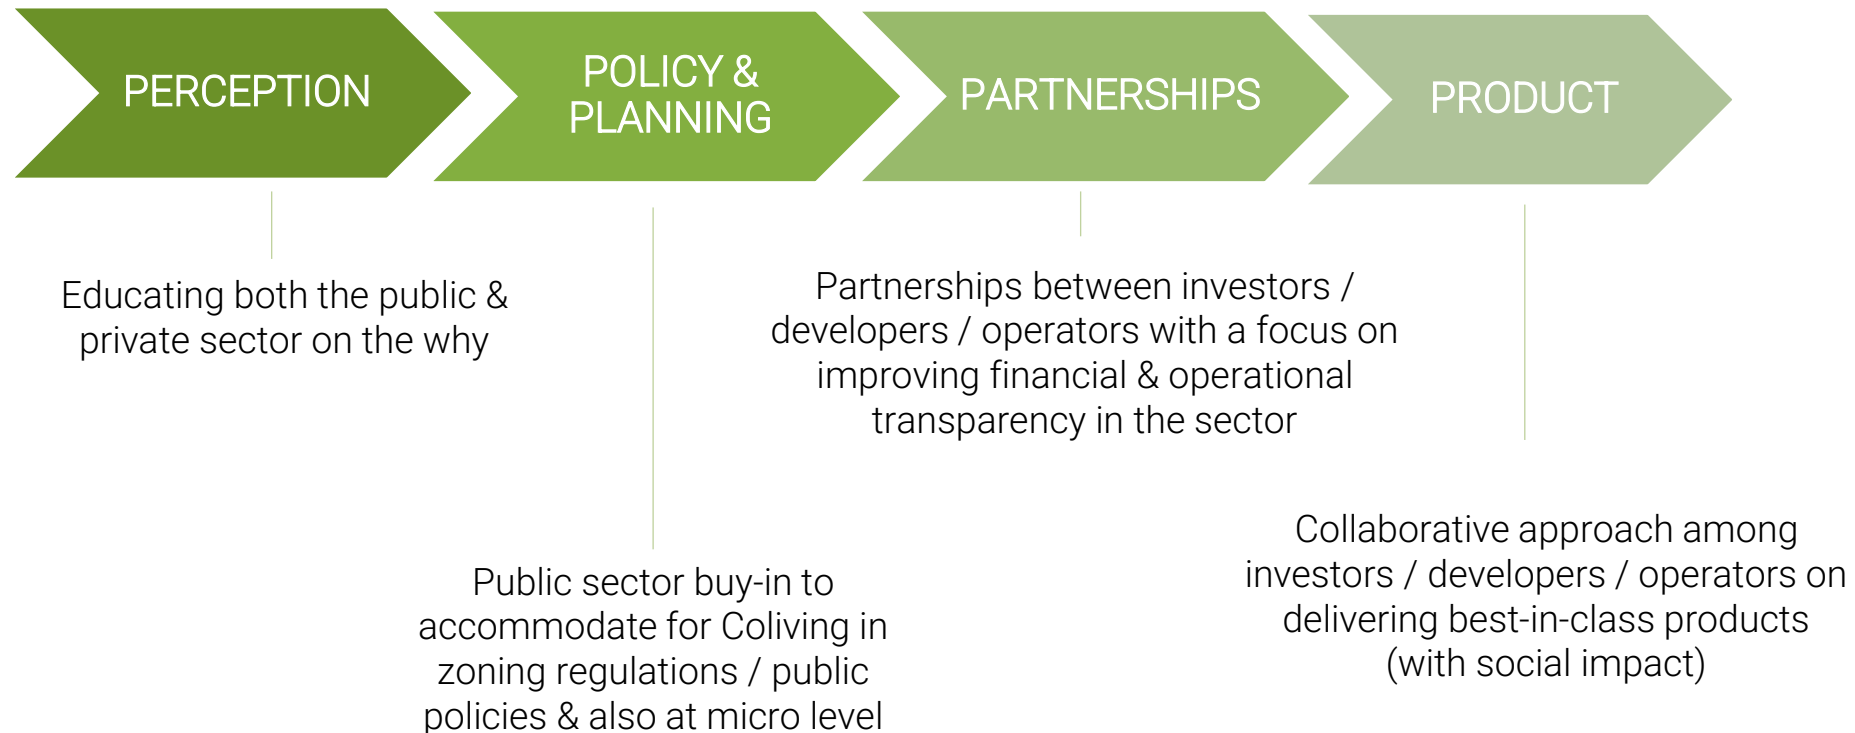 PERCEPTION
POLICY &
PLANNING
PARTNERSHIPS
PRODUCT
Educating both the public &
private sector on the why
Public sector buy-in to
accommodate for Coliving in
zoning regulations / public
policies & also at micro level
Partnerships between investors /
developers / operators with a focus on
improving financial & operational
transparency in the sector
Collaborative approach among
investors / developers / operators on
delivering best-in-class products
(with social impact)